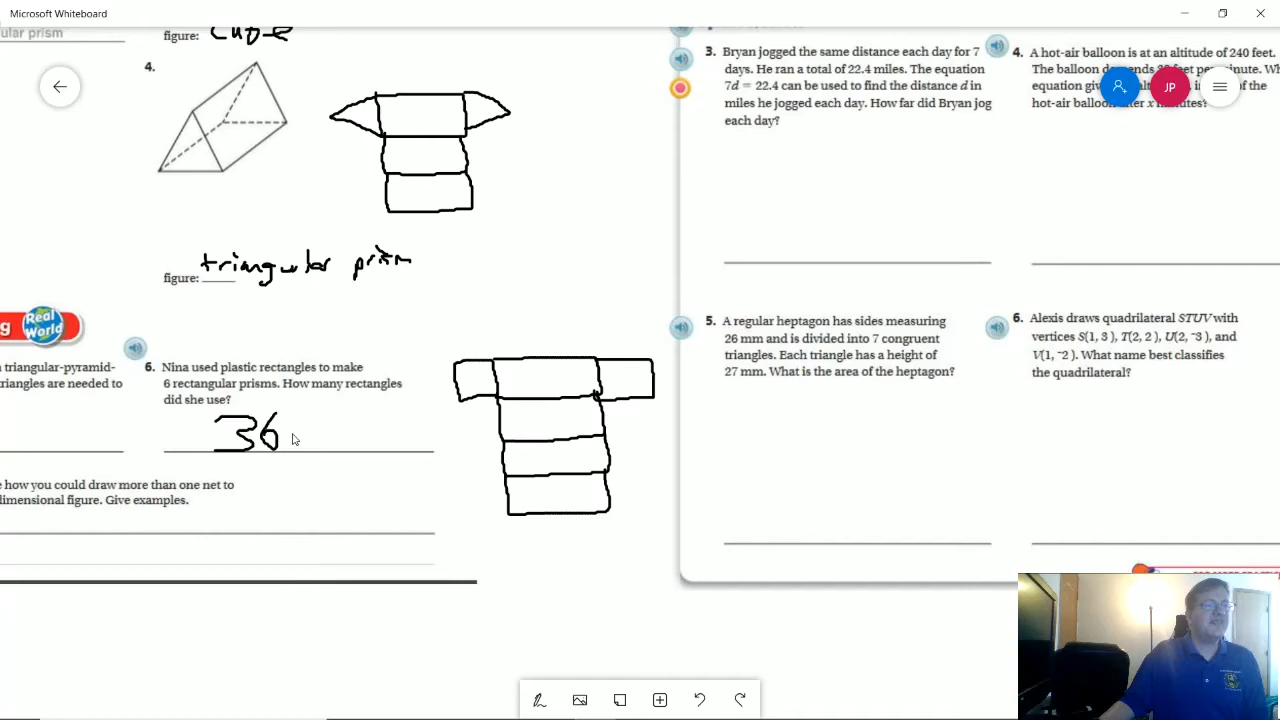 Microsoft Whiteboard
ular prism
figure: cube
4.
figure: triangular prism
g
Real World
triangular-pyramid-
riangles are needed to
6. Nina used plastic rectangles to make
6 rectangular prisms. How many rectangles
did she use?
36
e how you could draw more than one net to
dimensional figure. Give examples.
3. Bryan jogged the same distance each day for 7
days. He ran a total of 22.4 miles. The equation
7d = 22.4 can be used to find the distance d in
miles he jogged each day. How far did Bryan jog
each day?
4. A hot-air balloon is at an altitude of 240 feet.
The balloon feet per minute.
equation
hot-air balloon after x minutes?
JP
5. A regular heptagon has sides measuring
26 mm and is divided into 7 congruent
triangles. Each triangle has a height of
27 mm. What is the area of the heptagon?
6. Alexis draws quadrilateral STUV with
vertices S(1, 3 ), T(2, 2 ), U(2, ⁻3 ), and
V(1, ⁻2 ). What name best classifies
the quadrilateral?